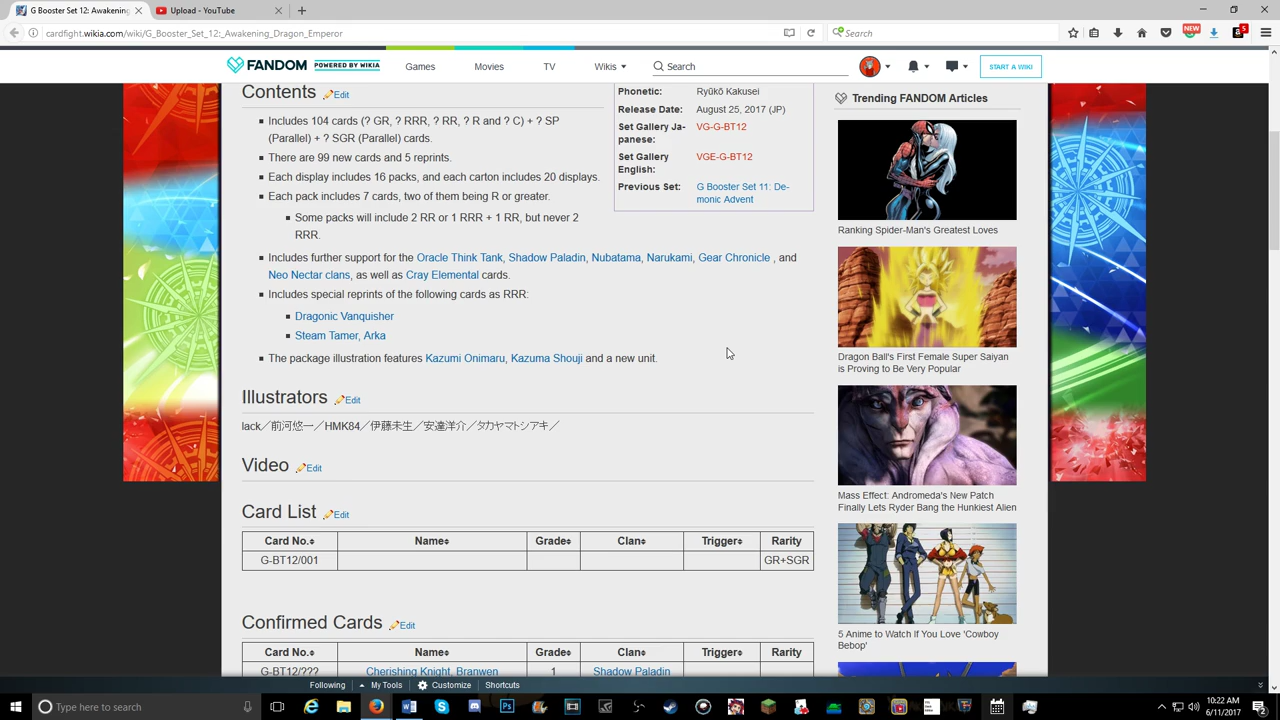 G Booster Set 12: Awakening
Upload - YouTube
cardfight.wikia.com/wiki/G_Booster_Set_12:_Awakening_Dragon_Emperor
Search
NEW
5
FANDOM POWERED BY WIKIA
Games
Movies
TV
Wikis
Search
START A WIKI
Contents Edit
Includes 104 cards (? GR, ? RRR, ? RR, ? R and ? C) + ? SP
(Parallel) + ? SGR (Parallel) cards.
There are 99 new cards and 5 reprints.
Each display includes 16 packs, and each carton includes 20 displays.
Each pack includes 7 cards, two of them being R or greater.
Some packs will include 2 RR or 1 RRR + 1 RR, but never 2
RRR.
Includes further support for the Oracle Think Tank, Shadow Paladin, Nubatama, Narukami, Gear Chronicle , and
Neo Nectar clans, as well as Cray Elemental cards.
Includes special reprints of the following cards as RRR:
Dragonic Vanquisher
Steam Tamer, Arka
The package illustration features Kazumi Onimaru, Kazuma Shouji and a new unit.
Phonetic: Ryūkō Kakusei
Release Date: August 25, 2017 (JP)
Set Gallery Ja- VG-G-BT12
panese:
Set Gallery VGE-G-BT12
English:
Previous Set: G Booster Set 11: De-
monic Advent
Illustrators Edit
lack／前河悠一／HMK84／伊藤未生／安達洋介／タカヤマトシアキ／
Video Edit
Card List Edit
Card No. Name Grade Clan Trigger Rarity
G-BT12/001 GR+SGR
Confirmed Cards Edit
Card No. Name Grade Clan Trigger Rarity
G-BT12/??? Cherishing Knight, Branwen 1 Shadow Paladin
Trending FANDOM Articles
Ranking Spider-Man's Greatest Loves
Dragon Ball's First Female Super Saiyan
is Proving to Be Very Popular
Mass Effect: Andromeda's New Patch
Finally Lets Ryder Bang the Hunkiest Alien
5 Anime to Watch If You Love 'Cowboy
Bebop'
Following
My Tools
Customize
Shortcuts
Type here to search
10:22 AM
6/11/2017